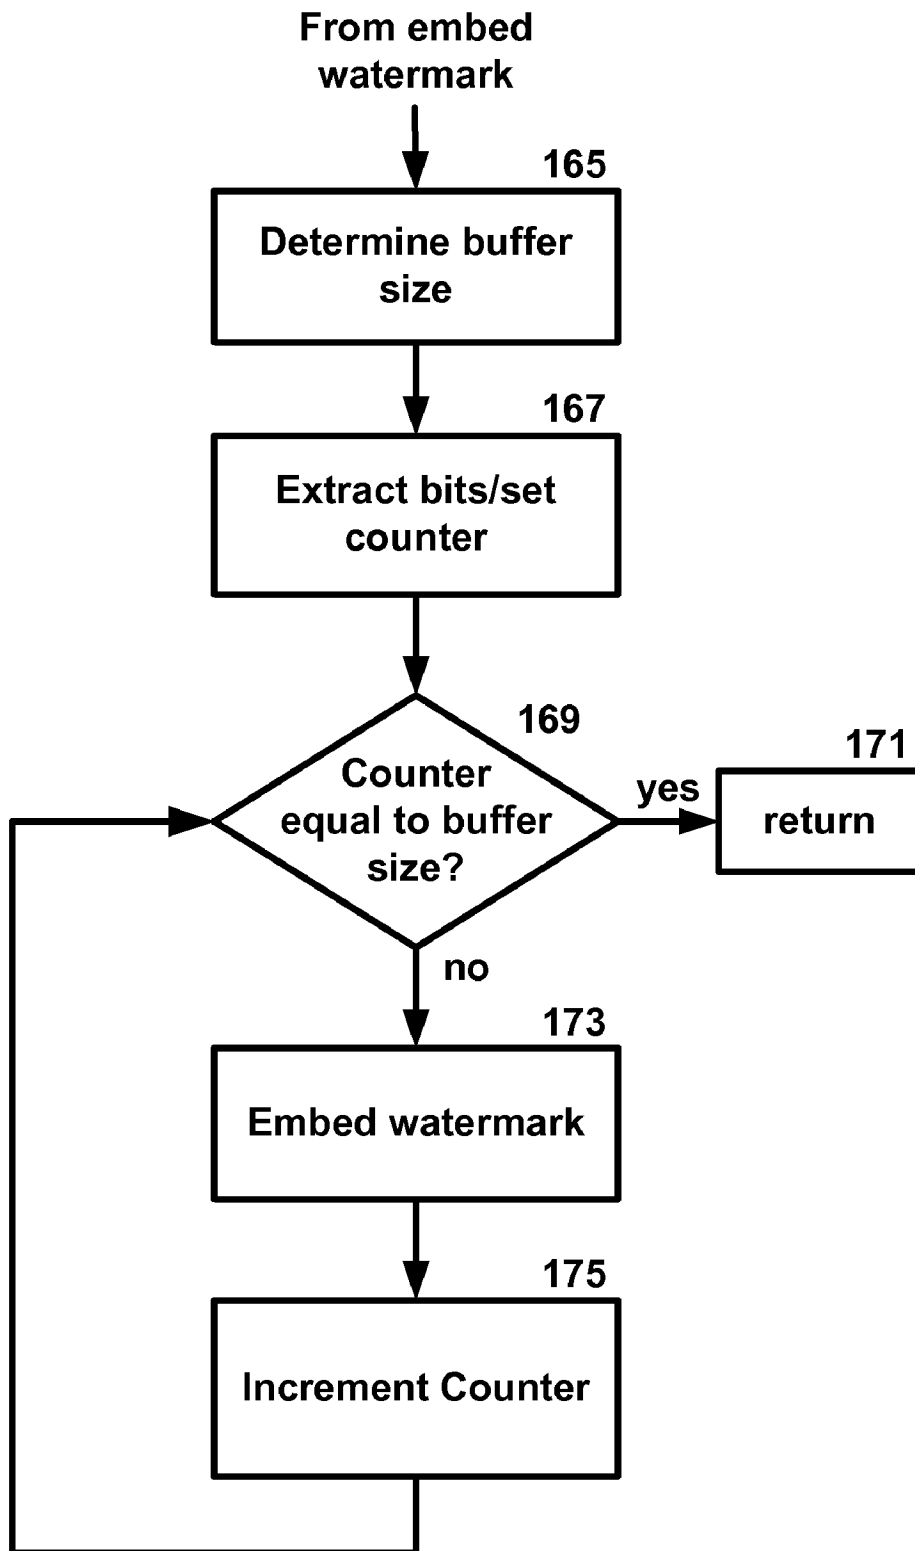 From embed
watermark
165
Determine buffer
size
167
Extract bits/set
counter
169
Counter
equal to buffer
size?
yes
171
return
no
173
Embed watermark
175
Increment Counter